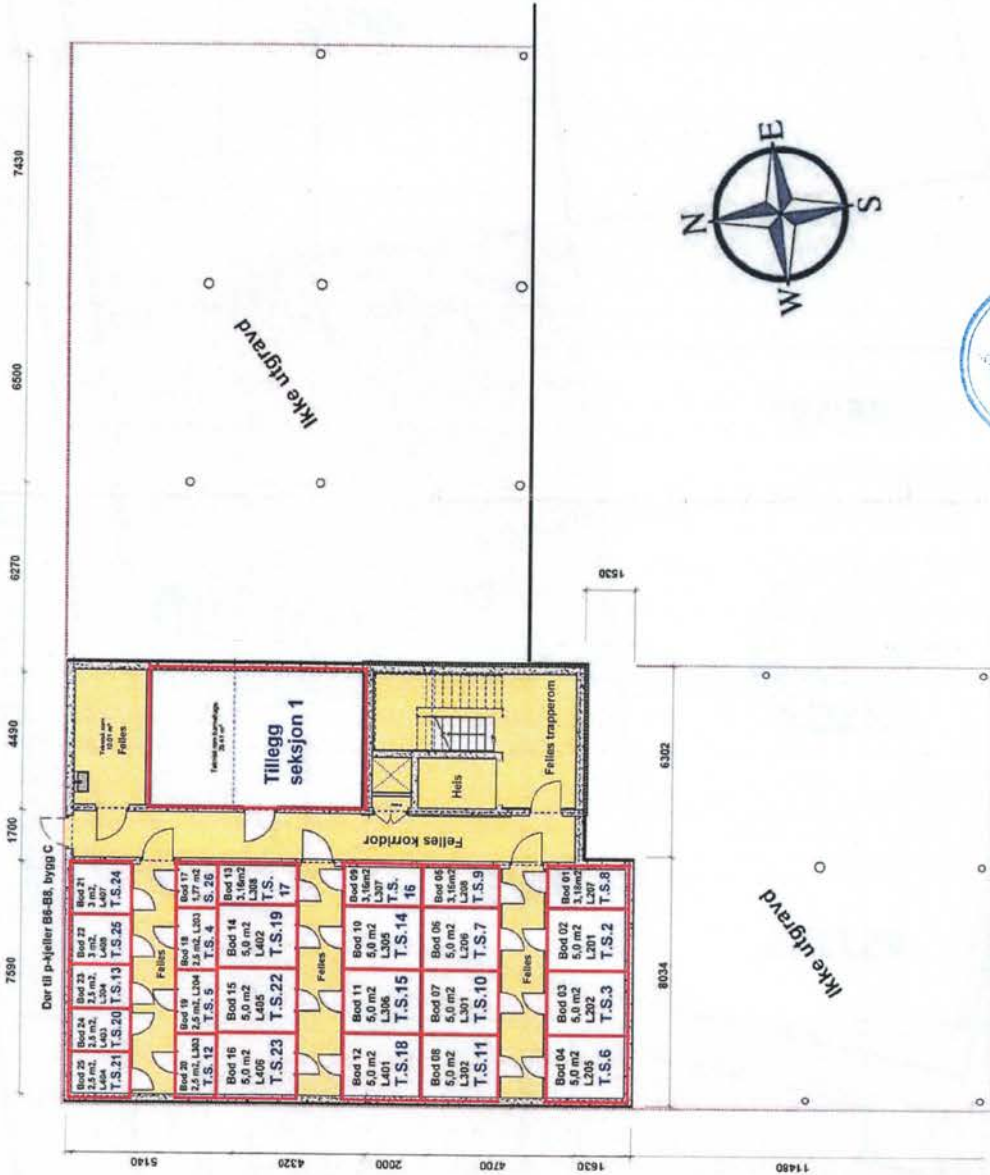 7590
1700
4490
6270
6500
7430
Dør til p-kjeller B6-B8, bygg C
Bod 25
2,5 m2,
L404
T.S.21
Bod 24
2,5 m2,
L403
T.S.20
Bod 23
2,5 m2,
L304
T.S.13
Bod 22
3 m2,
L408
T.S.25
Bod 21
3 m2,
L407
T.S.24
Felles
Bod 20
2,5 m2, L303
T.S. 12
Bod 19
2,5 m2, L204
T.S. 5
Bod 18
2,5 m2, L203
T.S. 4
Bod 17
1,77 m2
S. 26
Bod 16
5,0 m2
L406
T.S.23
Bod 15
5,0 m2
L405
T.S.22
Bod 14
5,0 m2
L402
T.S.19
Bod 13
3,16m2
L308
T.S.
17
Felles
Bod 12
5,0 m2
L401
T.S.18
Bod 11
5,0 m2
L306
T.S.15
Bod 10
5,0 m2
L305
T.S.14
Bod 09
3,16m2
L307
T.S.
16
Bod 08
5,0 m2
L302
T.S.11
Bod 07
5,0 m2
L301
T.S.10
Bod 06
5,0 m2
L206
T.S.7
Bod 05
3,16m2
L208
T.S.9
Felles
Bod 04
5,0 m2
L205
T.S.6
Bod 03
5,0 m2
L202
T.S.3
Bod 02
5,0 m2
L201
T.S.2
Bod 01
3,16m2
L207
T.S.8
Felles korridor
Felles
Tillegg
seksjon 1
Heis
Felles trapperom
Ikke utgravd
Ikke utgravd
1530
6302
8034
5140
4320
2000
4700
1630
11480
N
E
S
W